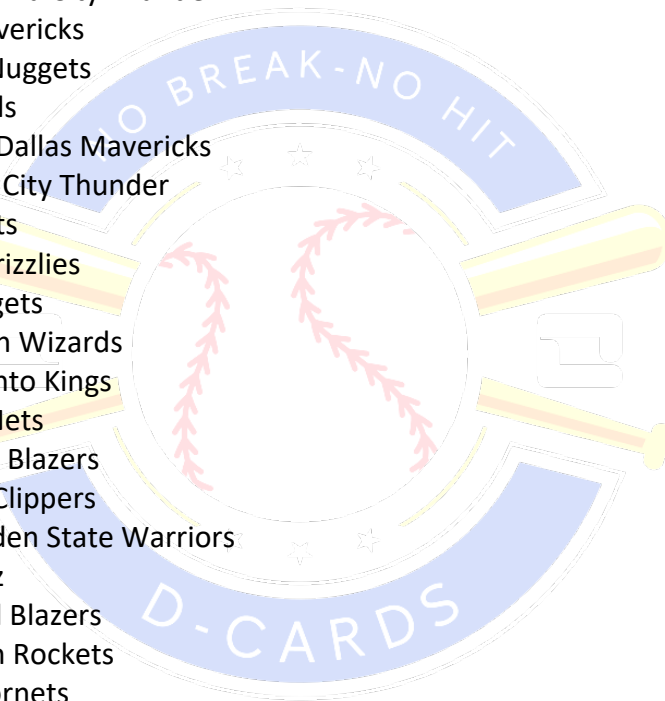 vericks
Nuggets
ls
Dallas Mavericks
City Thunder
ts
rizzlies
gets
n Wizards
nto Kings
Nets
Blazers
Clippers
den State Warriors
z
l Blazers
n Rockets
ornets
NO BREAK-NO HIT
D-CARDS